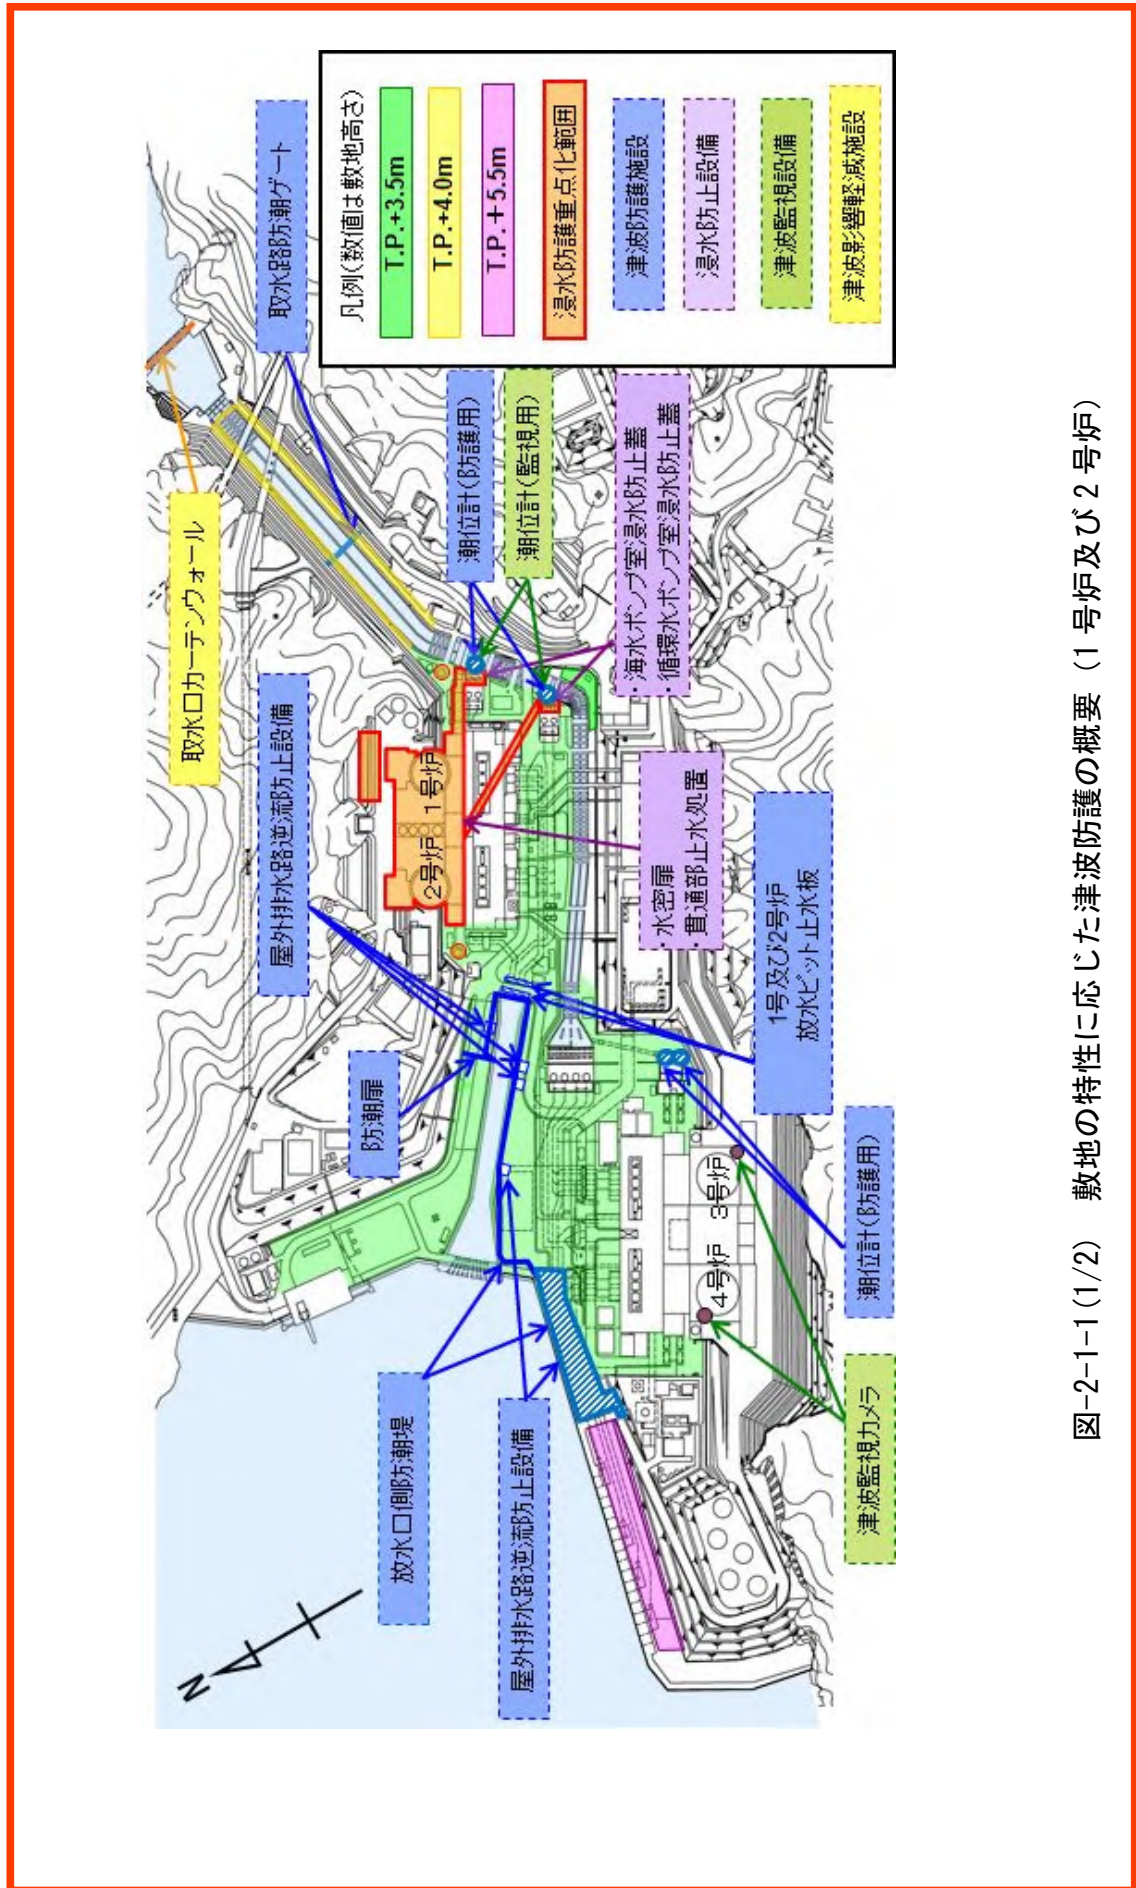 取水口カーテンウォール
取水路防潮ゲート
屋外排水路逆流防止設備
防潮扉
放水口側防潮堤
屋外排水路逆流防止設備
N
凡例(数値は敷地高さ)
T.P.+3.5m
T.P.+4.0m
T.P.+5.5m
浸水防護重点化範囲
津波防護施設
浸水防止設備
津波監視設備
津波影響軽減施設
潮位計(防護用)
潮位計(監視用)
・海水ポンプ室浸水防止蓋
・循環水ポンプ室浸水防止蓋
2号炉
1号炉
・水密扉
・貫通部止水処置
1号及び2号炉
放水ピット止水板
4号炉
3号炉
潮位計(防護用)
津波監視カメラ
図-2-1-1(1/2) 敷地の特性に応じた津波防護の概要(1号炉及び2号炉)